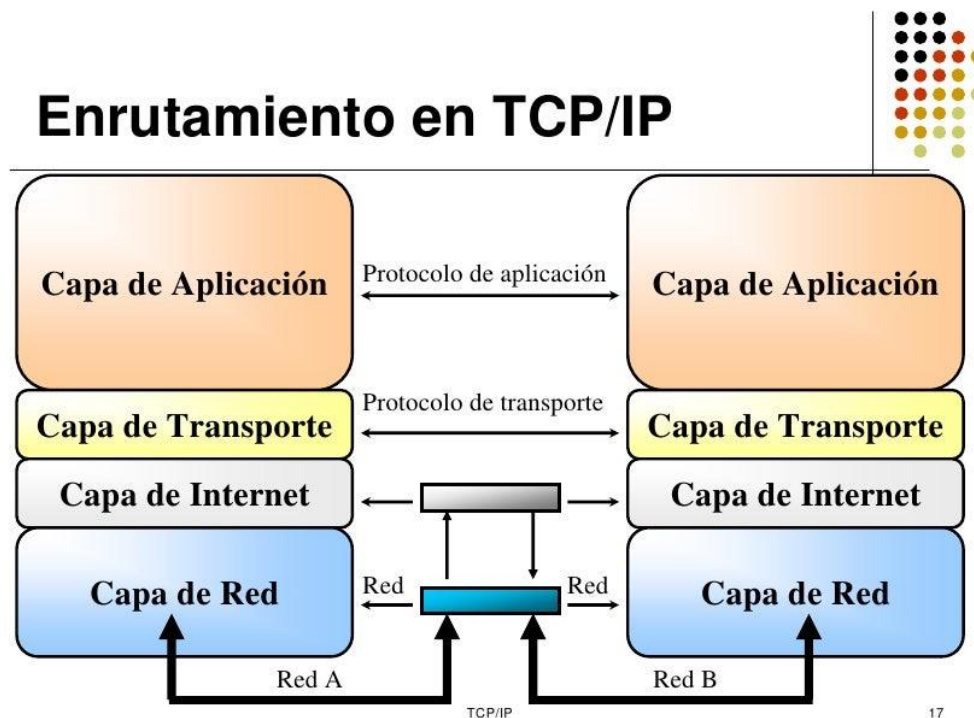 Enrutamiento en TCP/IP
Capa de Aplicación
Protocolo de aplicación
Capa de Aplicación
Capa de Transporte
Protocolo de transporte
Capa de Transporte
Capa de Internet
Capa de Internet
Capa de Red
Red
Red
Capa de Red
Red A
Red B
TCP/IP
17